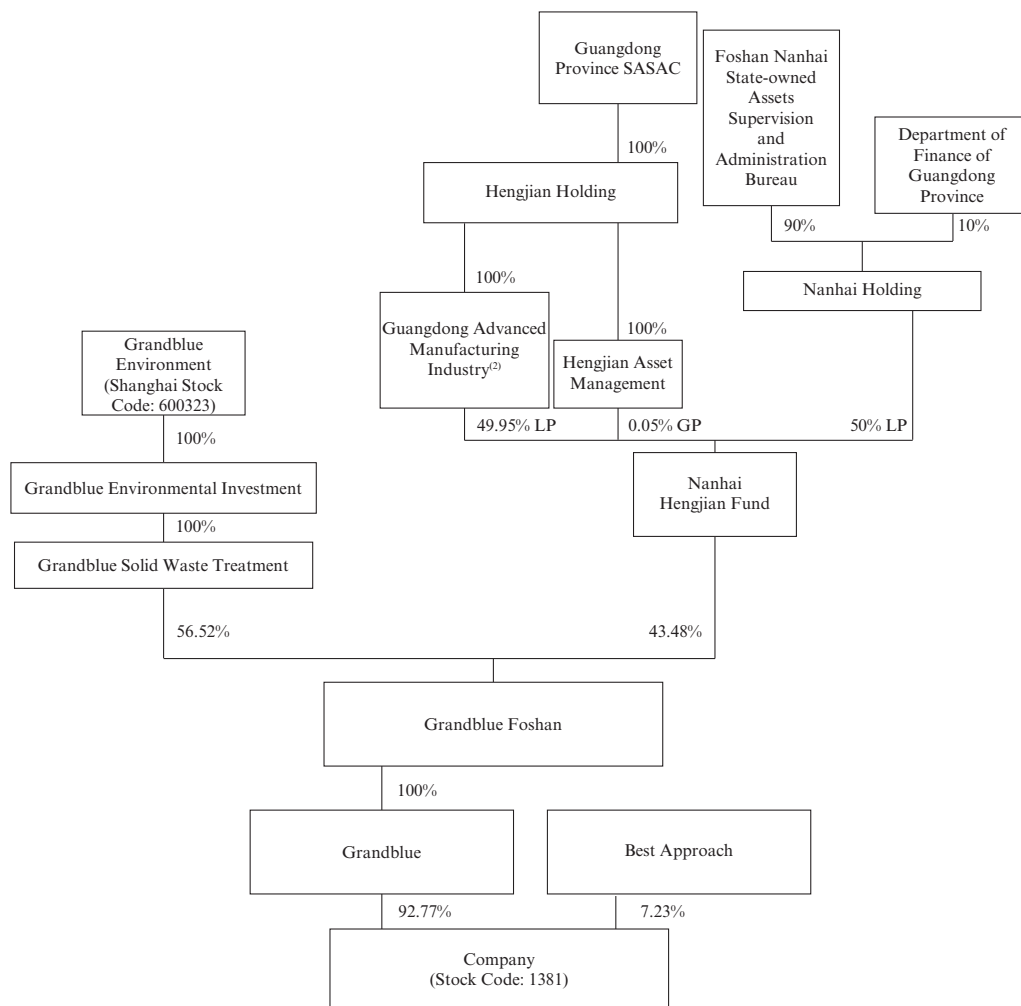 Guangdong
Province SASAC
Foshan Nanhai
State-owned
Assets
Supervision
and
Administration
Bureau
Department of
Finance of
Guangdong
Province
100%
Hengjian Holding
90%
10%
100%
Nanhai Holding
Guangdong Advanced
Manufacturing
Industry(2)
100%
Hengjian Asset
Management
Grandblue
Environment
(Shanghai Stock
Code: 600323)
49.95% LP
0.05% GP
50% LP
100%
Grandblue Environmental Investment
Nanhai
Hengjian Fund
100%
Grandblue Solid Waste Treatment
56.52%
43.48%
Grandblue Foshan
100%
Grandblue
Best Approach
92.77%
7.23%
Company
(Stock Code: 1381)